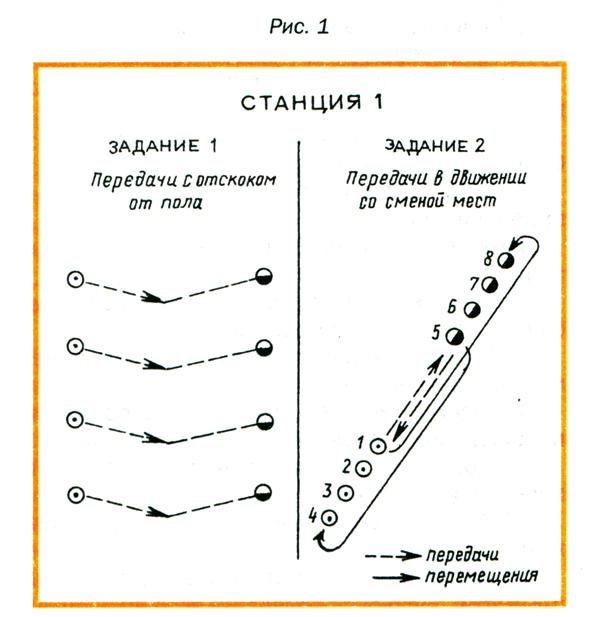 Рис. 1
СТАНЦИЯ 1
ЗАДАНИЕ 1
Передачи с отскоком
от пола
ЗАДАНИЕ 2
Передачи в движении
со сменой мест
8
7
6
5
1
2
3
4
передачи
перемещения